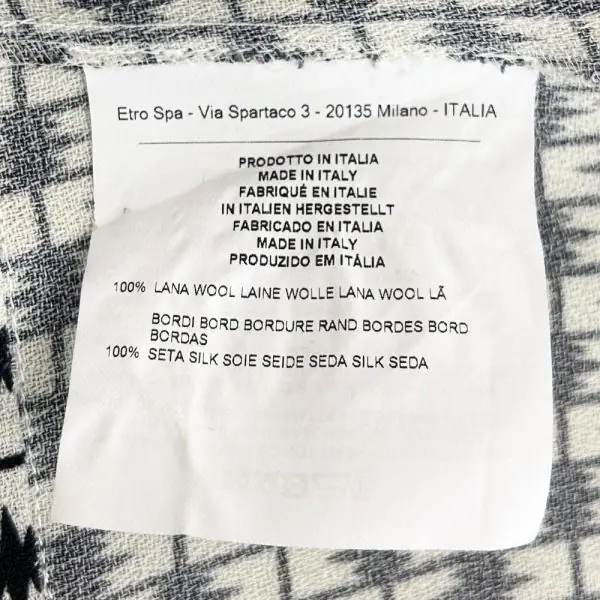 Etro Spa - Via Spartaco 3 - 20135 Milano - ITALIA
PRODOTTO IN ITALIA
MADE IN ITALY
FABRIQUÉ EN ITALIE
IN ITALIEN HERGESTELLT
FABRICADO EN ITALIA
MADE IN ITALY
PRODUZIDO EM ITÁLIA
100% LANA WOOL LAINE WOLLE LANA WOOL LÃ
BORDI BORD BORDURE RAND BORDES BORD
BORDAS
100% SETA SILK SOIE SEIDE SEDA SILK SEDA